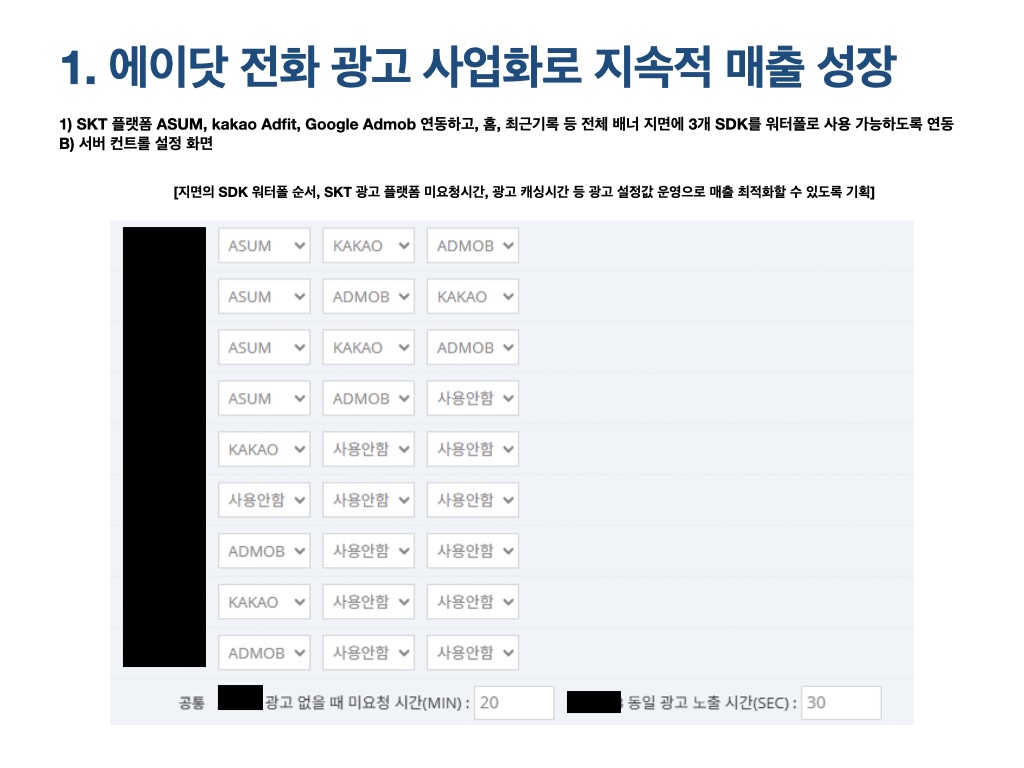 1. 에이닷 전화 광고 사업화로 지속적 매출 성장
1) SKT 플랫폼 ASUM, kakao Adfit, Google Admob 연동하고, 홈, 최근기록 등 전체 배너 지면에 3개 SDK를 워터폴로 사용 가능하도록 연동
B) 서버 컨트롤 설정 화면
[지면의 SDK 워터폴 순서, SKT 광고 플랫폼 미요청시간, 광고 캐싱시간 등 광고 설정값 운영으로 매출 최적화할 수 있도록 기획]
ASUM KAKAO ADMOB
ASUM ADMOB KAKAO
ASUM KAKAO ADMOB
ASUM ADMOB 사용안함
KAKAO 사용안함 사용안함
사용안함 사용안함 사용안함
ADMOB 사용안함 사용안함
KAKAO 사용안함 사용안함
ADMOB 사용안함 사용안함
공통 광고 없을 때 미요청 시간(MIN) : 20 동일 광고 노출 시간(SEC) : 30